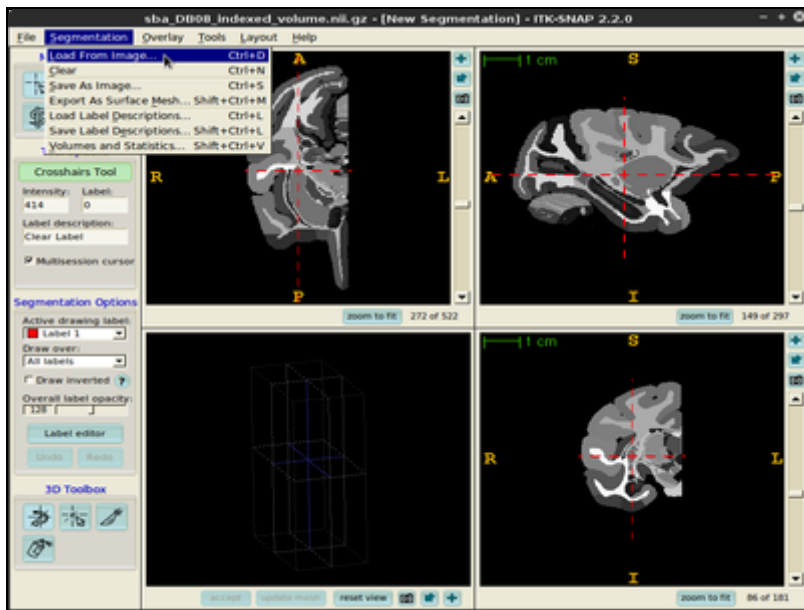 sba_DB08_indexed_volume.nii.gz - [New Segmentation] - ITK-SNAP 2.2.0
File Segmentation Overlay Tools Layout Help
Load From Image... Ctrl+O
Clear Ctrl+N
Save As Image... Ctrl+S
Export As Surface Mesh... Shift+Ctrl+M
Load Label Descriptions... Ctrl+L
Save Label Descriptions... Shift+Ctrl+L
Volumes and Statistics... Shift+Ctrl+V
Crosshairs Tool
Intensity: Label:
414 0
Label description:
Clear Label
Multisession cursor
Segmentation Options
Active drawing label:
Label 1
Draw over:
All labels
Draw inverted ?
Overall label opacity:
128
Label editor
Undo Redo
3D Toolbox
A
R L
P
zoom to fit 272 of 522
1 cm S
A P
I
zoom to fit 149 of 297
accept update mesh reset view
1 cm S
R L
I
zoom to fit 86 of 181